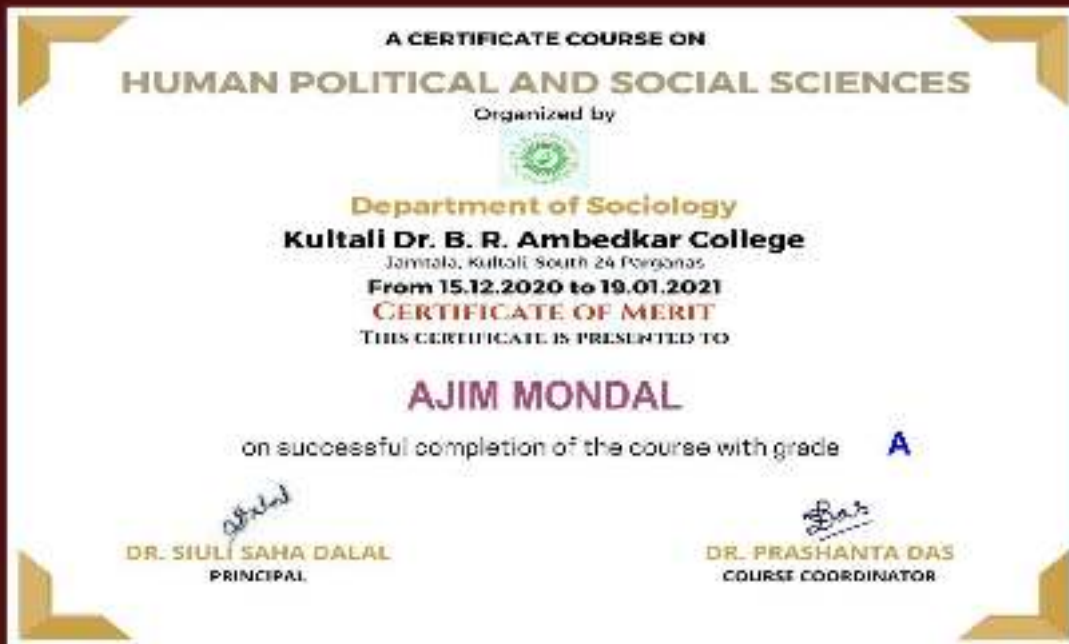 A CERTIFICATE COURSE ON
HUMAN POLITICAL AND SOCIAL SCIENCES
Organized by
Department of Sociology
Kultali Dr. B. R. Ambedkar College
Jamtala, Kultali, South 24 Parganas
From 15.12.2020 to 19.01.2021
CERTIFICATE OF MERIT
THIS CERTIFICATE IS PRESENTED TO
AJIM MONDAL
on successful completion of the course with grade A
Das
DR. SIULI SAHA DALAL
DR. PRASHANTA DAS
PRINCIPAL
COURSE COORDINATOR